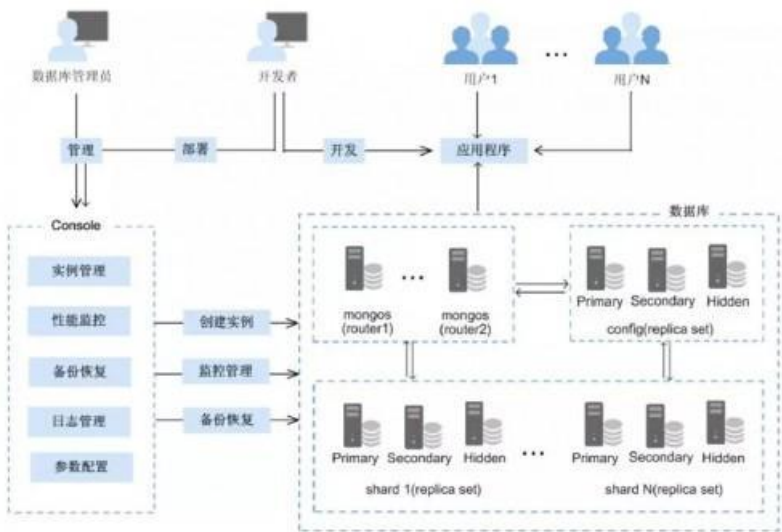 数据库管理员
开发者
用户1
...
用户N
管理
部署
开发
应用程序
Console
实例管理
性能监控
备份恢复
日志管理
参数配置
创建实例
监控管理
备份恢复
数据库
mongos
(router1)
...
mongos
(router2)
Primary Secondary Hidden
config(replica set)
Primary Secondary Hidden
shard 1(replica set)
...
Primary Secondary Hidden
shard N(replica set)